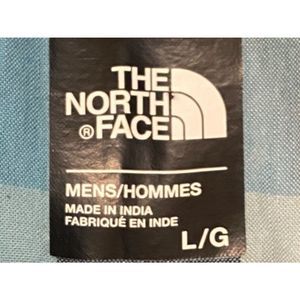 THE
NORTH
® FACE
MENS/HOMMES
MADE IN INDIA
FABRIQUÉ EN INDE
L/G